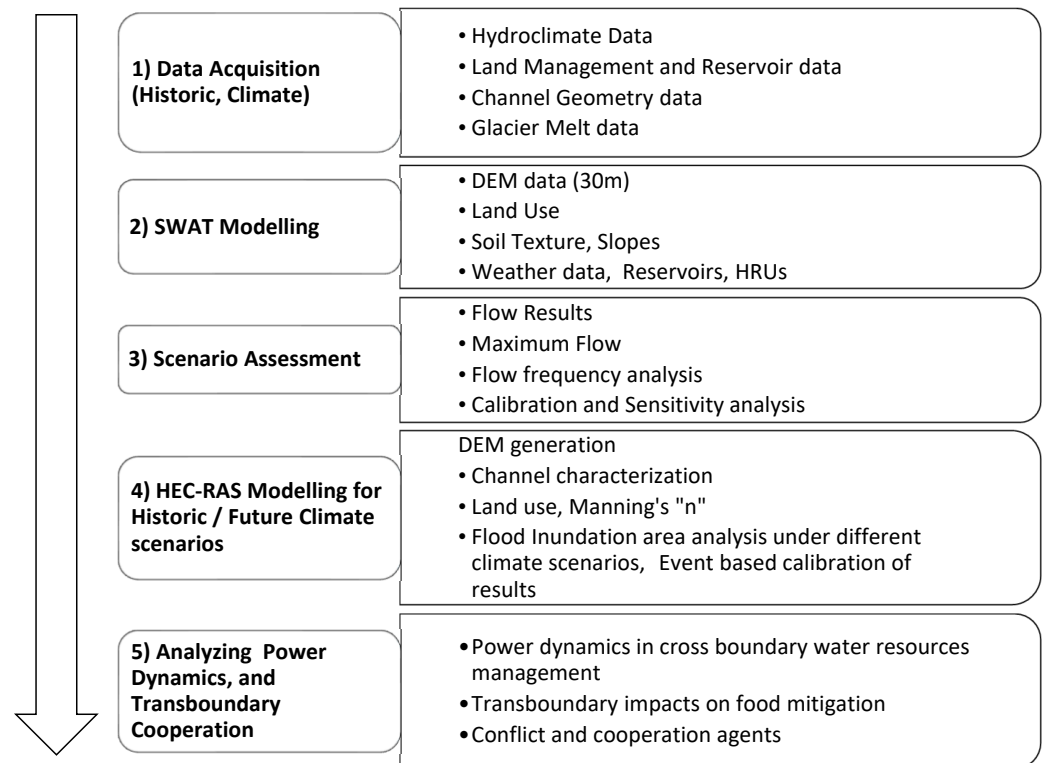 1) Data Acquisition
(Historic, Climate)
• Hydroclimate Data
• Land Management and Reservoir data
• Channel Geometry data
• Glacier Melt data
2) SWAT Modelling
• DEM data (30m)
• Land Use
• Soil Texture, Slopes
• Weather data, Reservoirs, HRUs
3) Scenario Assessment
• Flow Results
• Maximum Flow
• Flow frequency analysis
• Calibration and Sensitivity analysis
4) HEC-RAS Modelling for
Historic / Future Climate
scenarios
DEM generation
• Channel characterization
• Land use, Manning's "n"
• Flood Inundation area analysis under different
climate scenarios, Event based calibration of
results
5) Analyzing Power
Dynamics, and
Transboundary
Cooperation
•Power dynamics in cross boundary water resources
management
•Transboundary impacts on food mitigation
•Conflict and cooperation agents